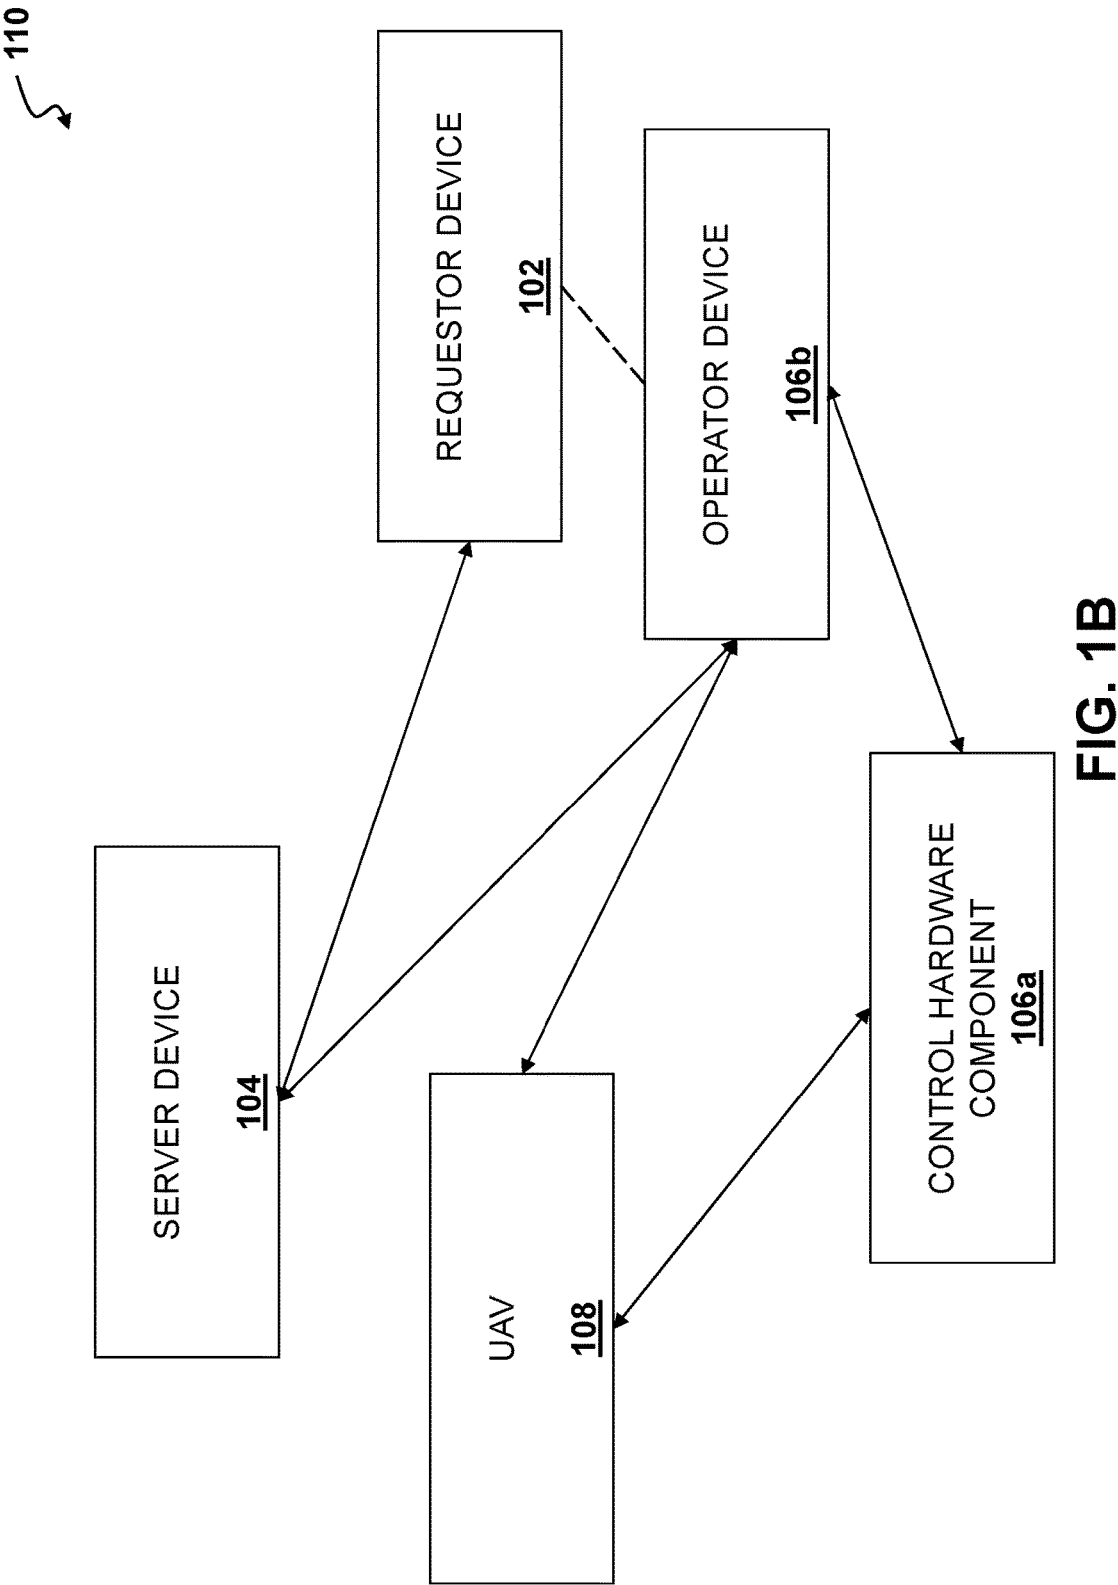 110
SERVER DEVICE
104
REQUESTOR DEVICE
102
UAV
108
OPERATOR DEVICE
106b
CONTROL HARDWARE
COMPONENT
106a
FIG. 1B